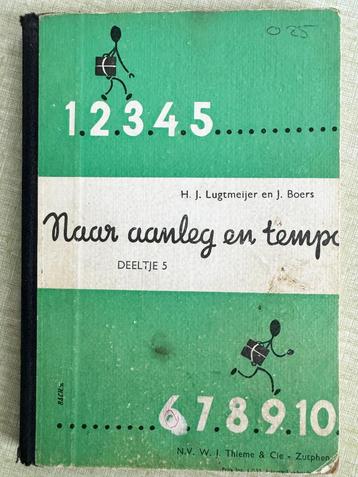 025
1.2.3.4.5............
H. J. Lugtmeijer en J. Boers
Naar aanleg en tempo
DEELTJE 5
............6.7.8.9.10
N.V. W. J. Thieme & Cie - Zutphen